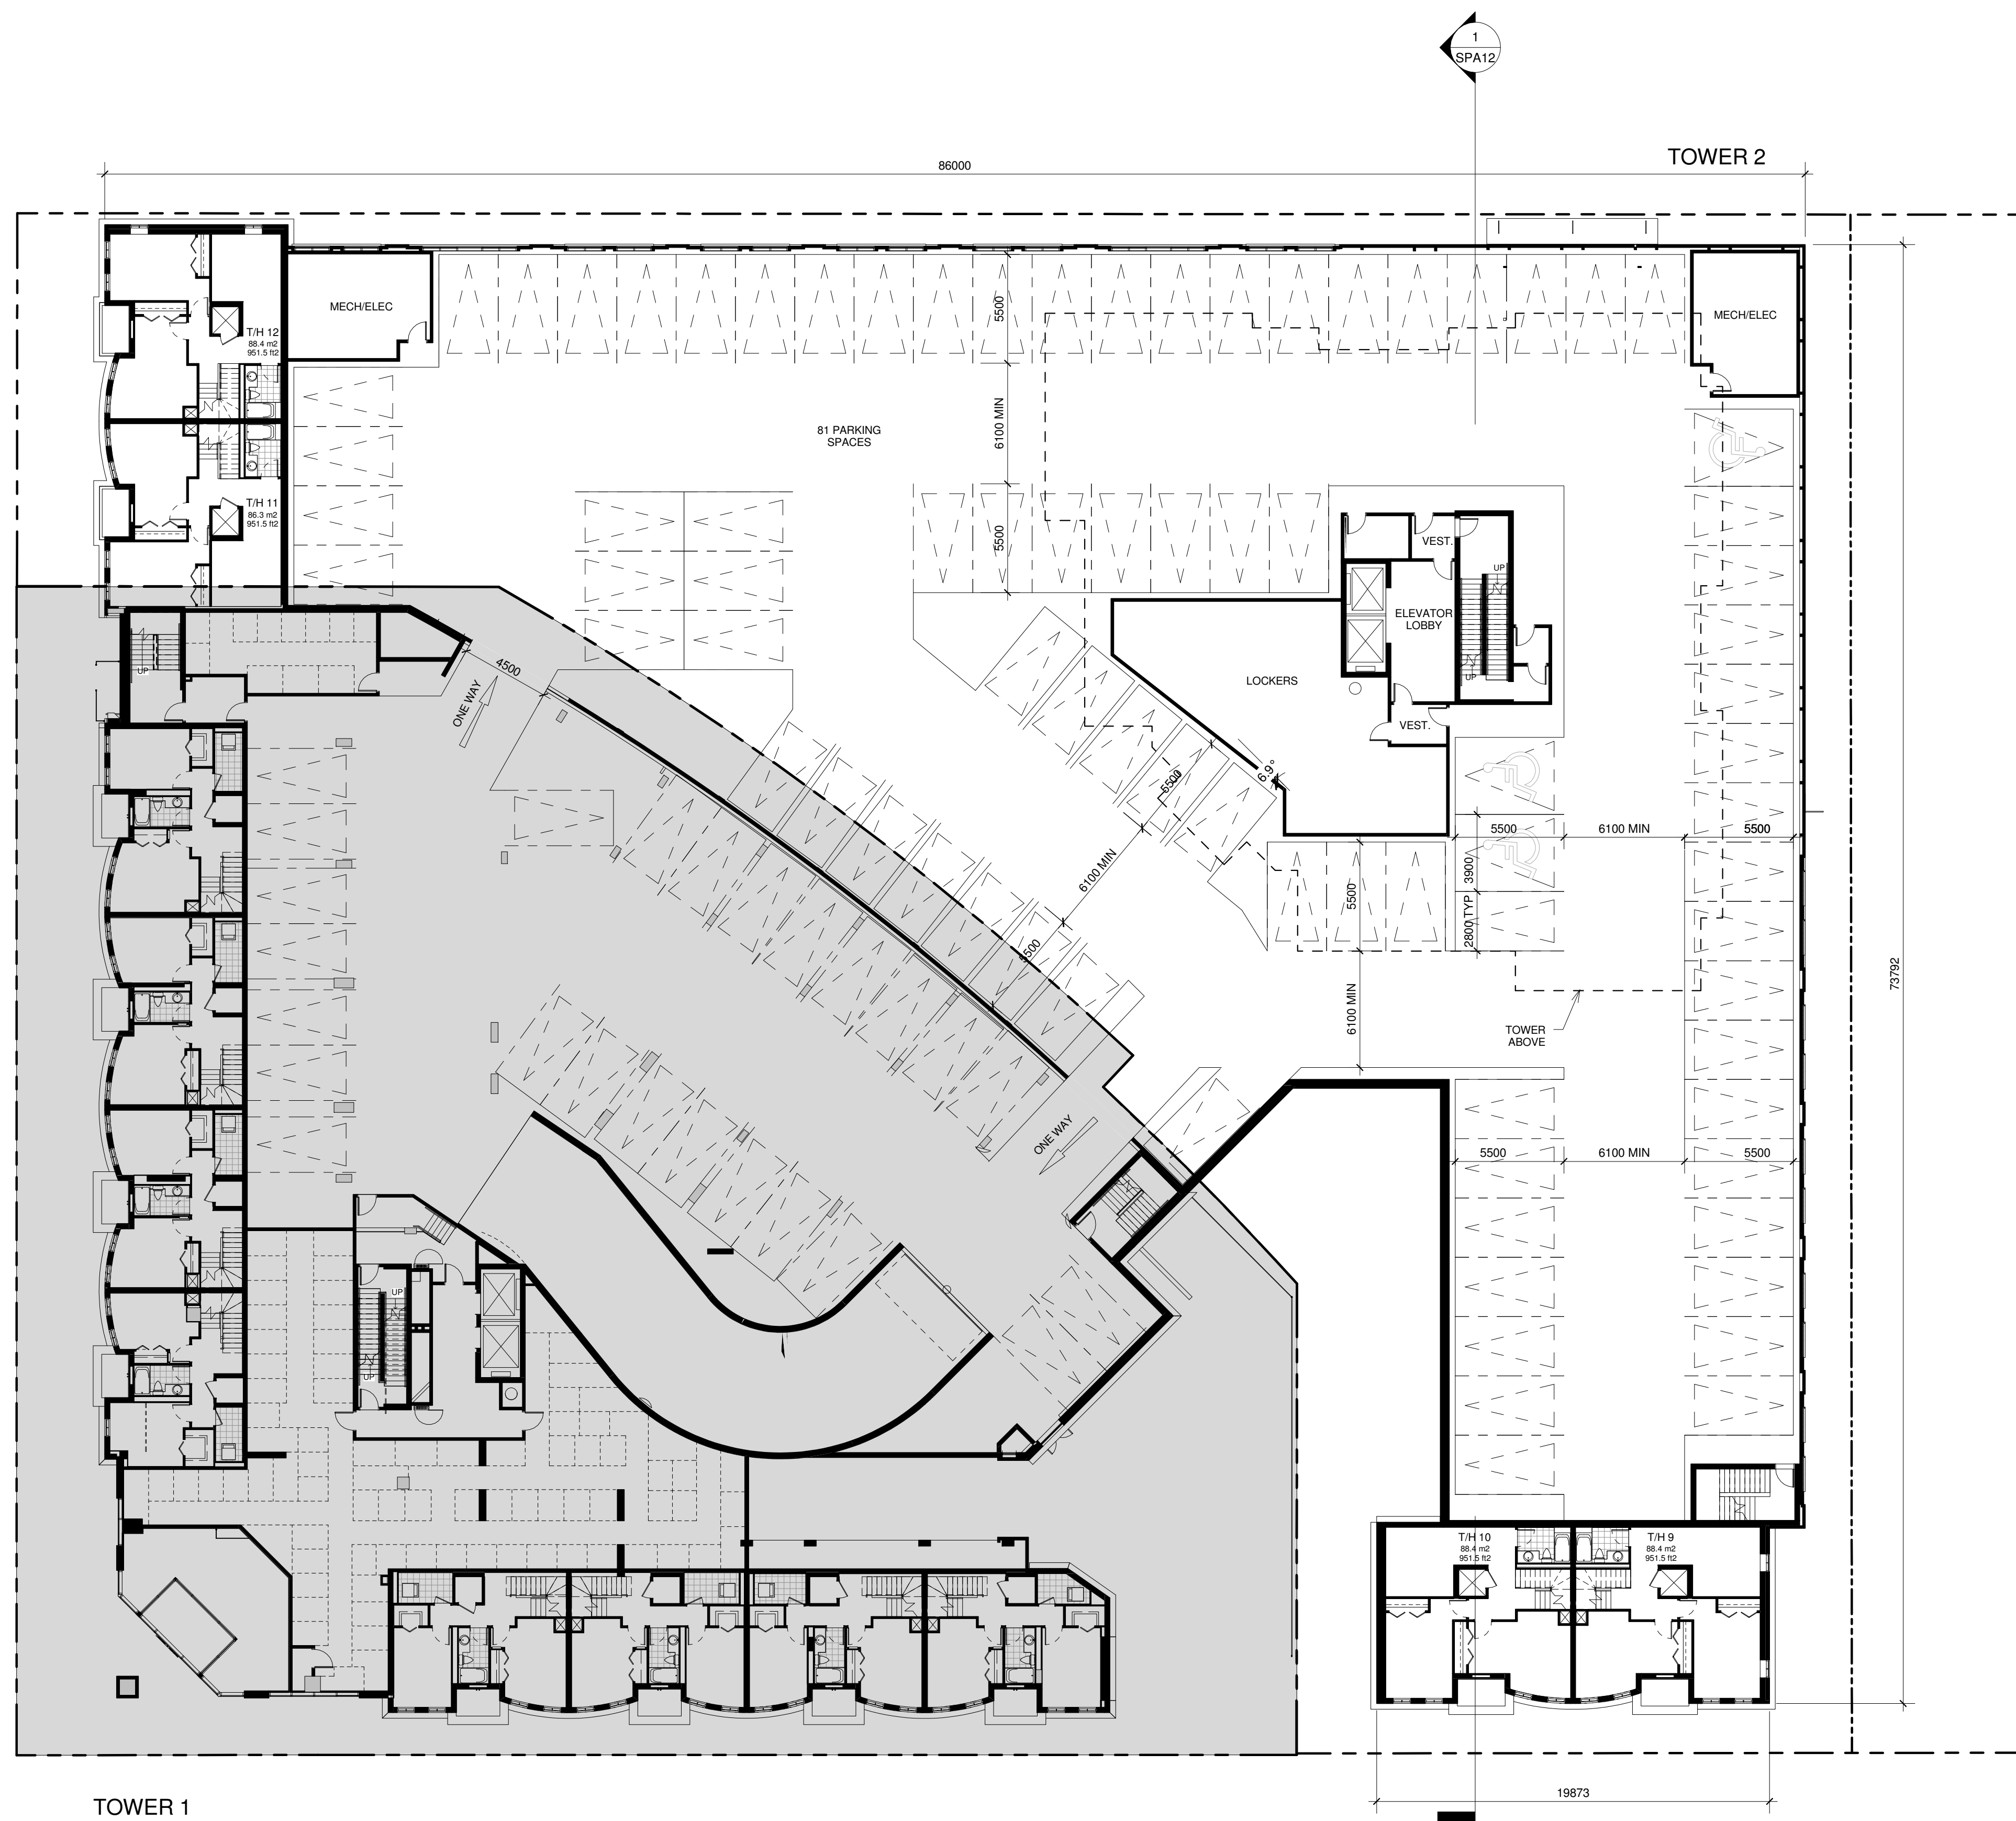 1
SPA12
TOWER 2
86000
MECH/ELEC
MECH/ELEC
T/H 12
88.4 m2
951.5 ft2
5500
6100 MIN
81 PARKING
SPACES
T/H 11
86.3 m2
951.5 ft2
5500
VEST.
UP
ELEVATOR
LOBBY
UP
4500
ONE WAY
LOCKERS
UP
VEST.
6.9°
5500
5500
6100 MIN
5500
6100 MIN
3900
5500
2800 TYP
5500
73792
6100 MIN
TOWER
ABOVE
ONE WAY
5500
6100 MIN
5500
UP
UP
T/H 10
88.4 m2
951.5 ft2
T/H 9
88.4 m2
951.5 ft2
19873
TOWER 1